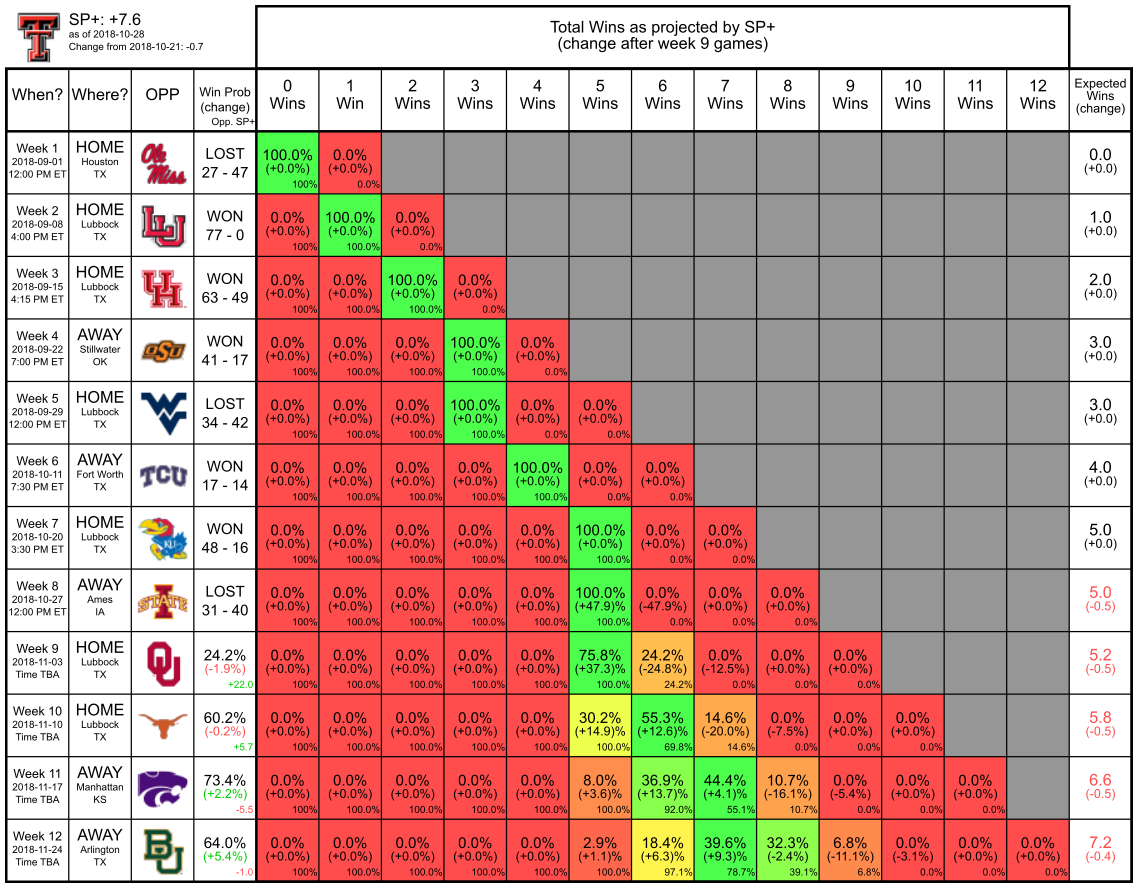 SP+: +7.6
as of 2018-10-28
Change from 2018-10-21: -0.7
Total Wins as projected by SP+
(change after week 9 games)
When? Where? OPP Win Prob 0 1 2 3 4 5 6 7 8 9 10 11 12 Expected
(change) Wins Win Wins Wins Wins Wins Wins Wins Wins Wins Wins Wins Wins Wins
Opp. SP+ (change)
Week 1 HOME Ole LOST 100.0% 0.0% 0.0
2018-09-01 Houston Miss 27 - 47 (+0.0%) (+0.0%) (+0.0)
12:00 PM ET TX 100% 0.0%
Week 2 HOME LU WON 0.0% 100.0% 0.0% 1.0
2018-09-08 Lubbock 77 - 0 (+0.0%) (+0.0%) (+0.0%) (+0.0)
4:00 PM ET TX 100% 100.0% 0.0%
Week 3 HOME UH WON 0.0% 0.0% 100.0% 0.0% 2.0
2018-09-15 Lubbock 63 - 49 (+0.0%) (+0.0%) (+0.0%) (+0.0%) (+0.0)
4:15 PM ET TX 100% 100.0% 100.0% 0.0%
Week 4 AWAY OSU WON 0.0% 0.0% 0.0% 100.0% 0.0% 3.0
2018-09-22 Stillwater 41 - 17 (+0.0%) (+0.0%) (+0.0%) (+0.0%) (+0.0%) (+0.0)
7:00 PM ET OK 100% 100.0% 100.0% 100.0% 0.0%
Week 5 HOME WV LOST 0.0% 0.0% 0.0% 100.0% 0.0% 0.0% 3.0
2018-09-29 Lubbock 34 - 42 (+0.0%) (+0.0%) (+0.0%) (+0.0%) (+0.0%) (+0.0%) (+0.0)
12:00 PM ET TX 100% 100.0% 100.0% 100.0% 0.0% 0.0%
Week 6 AWAY TCU WON 0.0% 0.0% 0.0% 0.0% 100.0% 0.0% 0.0% 4.0
2018-10-11 Fort Worth 17 - 14 (+0.0%) (+0.0%) (+0.0%) (+0.0%) (+0.0%) (+0.0%) (+0.0%) (+0.0)
7:30 PM ET TX 100% 100.0% 100.0% 100.0% 100.0% 0.0% 0.0%
Week 7 HOME KU WON 0.0% 0.0% 0.0% 0.0% 0.0% 100.0% 0.0% 0.0% 5.0
2018-10-20 Lubbock 48 - 16 (+0.0%) (+0.0%) (+0.0%) (+0.0%) (+0.0%) (+0.0%) (+0.0%) (+0.0%) (+0.0)
3:30 PM ET TX 100% 100.0% 100.0% 100.0% 100.0% 100.0% 0.0% 0.0%
Week 8 AWAY STATE LOST 0.0% 0.0% 0.0% 0.0% 0.0% 100.0% 0.0% 0.0% 0.0% 5.0
2018-10-27 Ames 31 - 40 (+0.0%) (+0.0%) (+0.0%) (+0.0%) (+0.0%) (+47.9)% (-47.9%) (+0.0%) (+0.0%) (-0.5)
12:00 PM ET IA 100% 100.0% 100.0% 100.0% 100.0% 100.0% 0.0% 0.0% 0.0%
Week 9 HOME OU 24.2% 0.0% 0.0% 0.0% 0.0% 0.0% 75.8% 24.2% 0.0% 0.0% 0.0% 5.2
2018-11-03 Lubbock (-1.9%) (+0.0%) (+0.0%) (+0.0%) (+0.0%) (+0.0%) (+37.3)% (-24.8%) (-12.5%) (+0.0%) (+0.0%) (-0.5)
Time TBA TX +22.0 100% 100.0% 100.0% 100.0% 100.0% 100.0% 24.2% 0.0% 0.0% 0.0%
Week 10 HOME 60.2% 0.0% 0.0% 0.0% 0.0% 0.0% 30.2% 55.3% 14.6% 0.0% 0.0% 0.0% 5.8
2018-11-10 Lubbock (-0.2%) (+0.0%) (+0.0%) (+0.0%) (+0.0%) (+0.0%) (+14.9)% (+12.6)% (-20.0%) (-7.5%) (+0.0%) (+0.0%) (-0.5)
Time TBA TX +5.7 100% 100.0% 100.0% 100.0% 100.0% 100.0% 69.8% 14.6% 0.0% 0.0% 0.0%
Week 11 AWAY 73.4% 0.0% 0.0% 0.0% 0.0% 0.0% 8.0% 36.9% 44.4% 10.7% 0.0% 0.0% 0.0% 6.6
2018-11-17 Manhattan (+2.2%) (+0.0%) (+0.0%) (+0.0%) (+0.0%) (+0.0%) (+3.6)% (+13.7)% (+4.1)% (-16.1%) (-5.4%) (+0.0%) (+0.0%) (-0.5)
Time TBA KS -5.5 100% 100.0% 100.0% 100.0% 100.0% 100.0% 92.0% 55.1% 10.7% 0.0% 0.0% 0.0%
Week 12 AWAY BU 64.0% 0.0% 0.0% 0.0% 0.0% 0.0% 2.9% 18.4% 39.6% 32.3% 6.8% 0.0% 0.0% 0.0% 7.2
2018-11-24 Arlington (+5.4%) (+0.0%) (+0.0%) (+0.0%) (+0.0%) (+0.0%) (+1.1)% (+6.3)% (+9.3)% (-2.4%) (-11.1%) (-3.1%) (+0.0%) (+0.0%) (-0.4)
Time TBA TX -1.0 100% 100.0% 100.0% 100.0% 100.0% 100.0% 97.1% 78.7% 39.1% 6.8% 0.0% 0.0% 0.0%